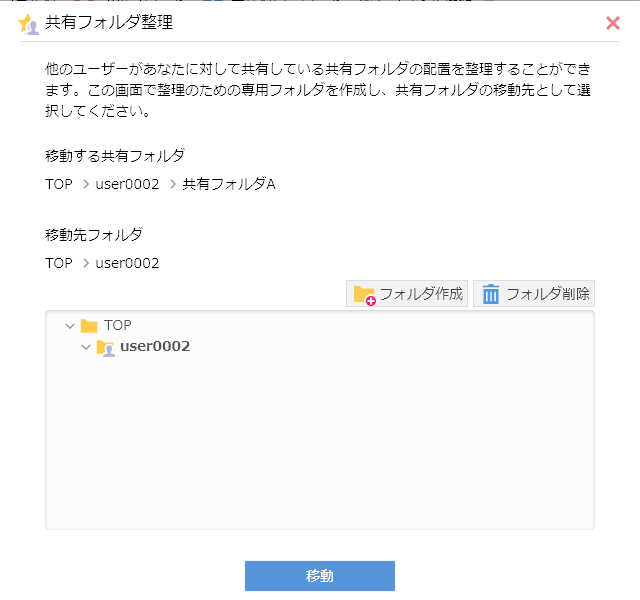 共有フォルダ整理
他のユーザーがあなたに対して共有している共有フォルダの配置を整理することができ
ます。この画面で整理のための専用フォルダを作成し、共有フォルダの移動先として選
択してください。
移動する共有フォルダ
TOP > user0002 > 共有フォルダA
移動先フォルダ
TOP > user0002
フォルダ作成 フォルダ削除
TOP
user0002
移動